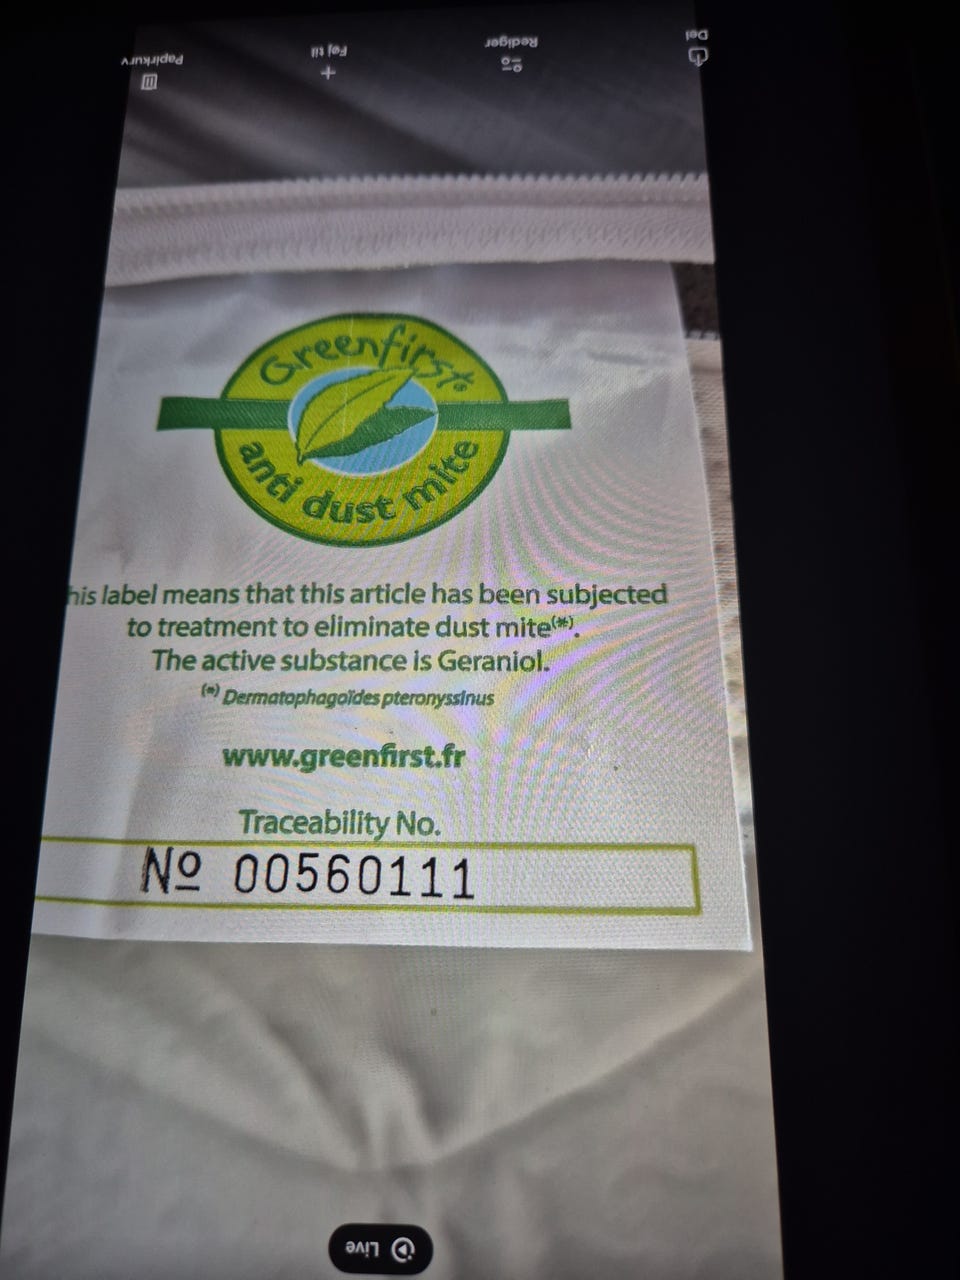 Papirkurv
Føj til
Rediger
Del
Greenfirst®
anti dust mite
his label means that this article has been subjected
to treatment to eliminate dust mite(*).
The active substance is Geraniol.
(*) Dermatophagoïdes pteronyssinus
www.greenfirst.fr
Traceability No.
Nº 00560111
Live